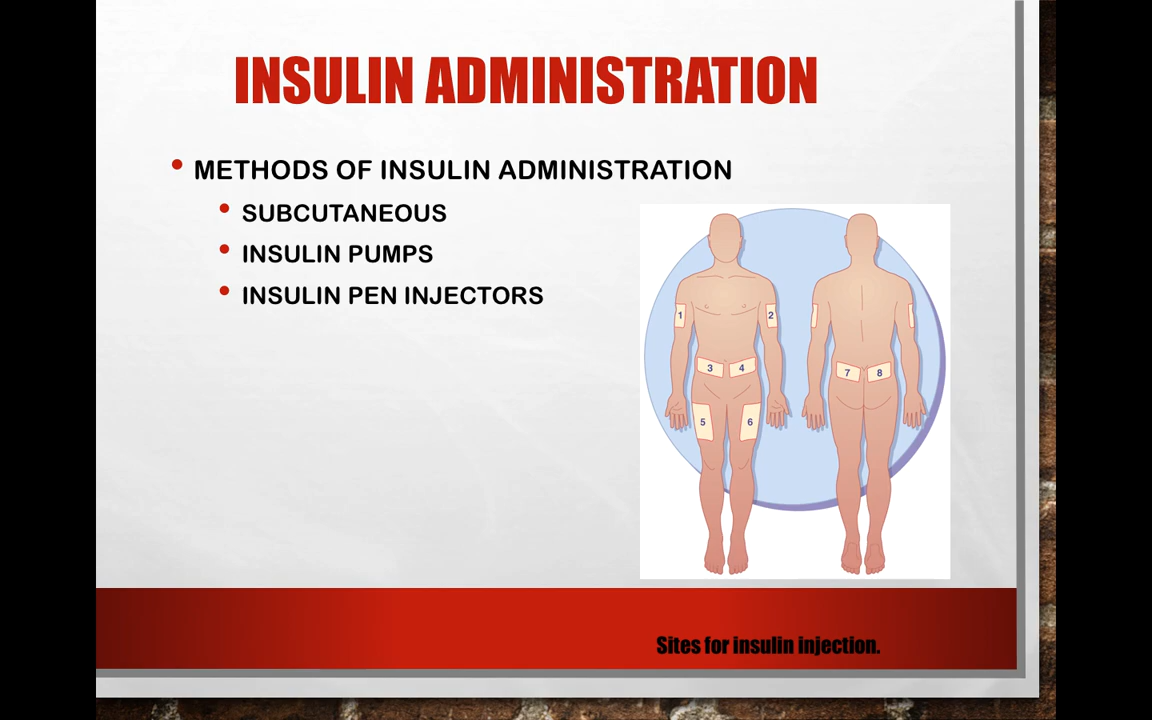 INSULIN ADMINISTRATION
• METHODS OF INSULIN ADMINISTRATION
• SUBCUTANEOUS
• INSULIN PUMPS
• INSULIN PEN INJECTORS
1 2
3 4
7 8
5 6
Sites for insulin injection.